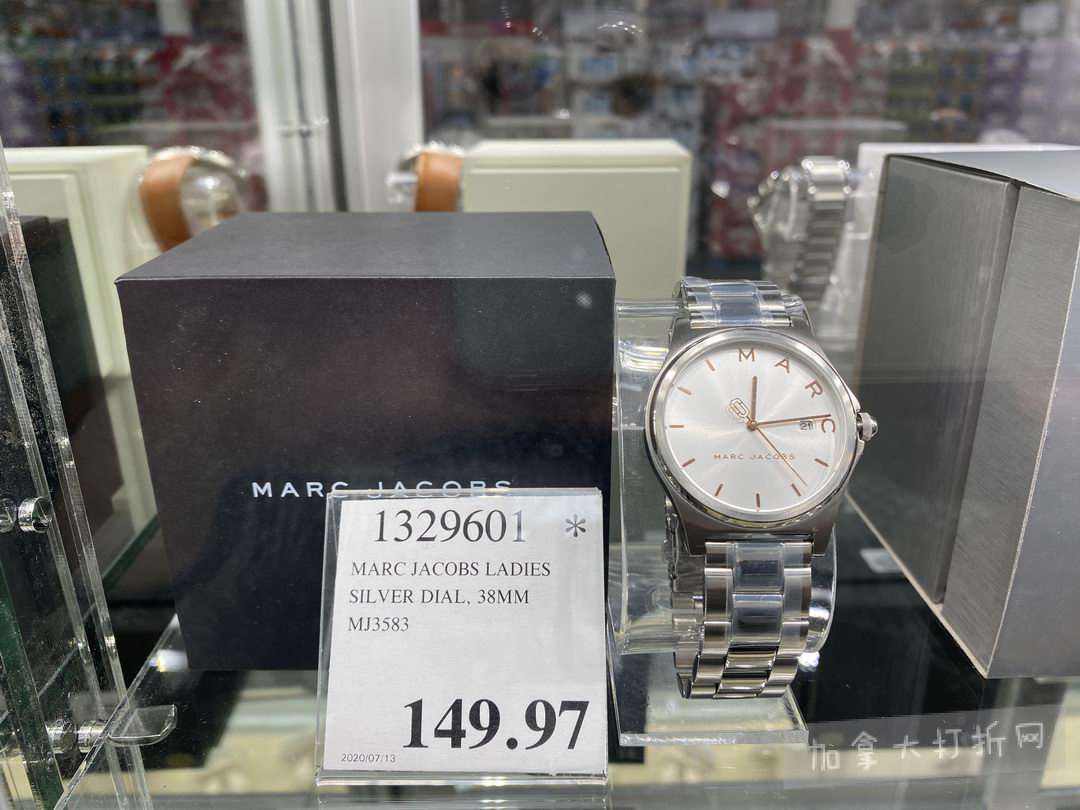 MARC JACOBS
1329601 *
MARC JACOBS LADIES
SILVER DIAL, 38MM
MJ3583
149.97
2020/07/13
MARC
21
MARC JACOBS
加拿大打折网